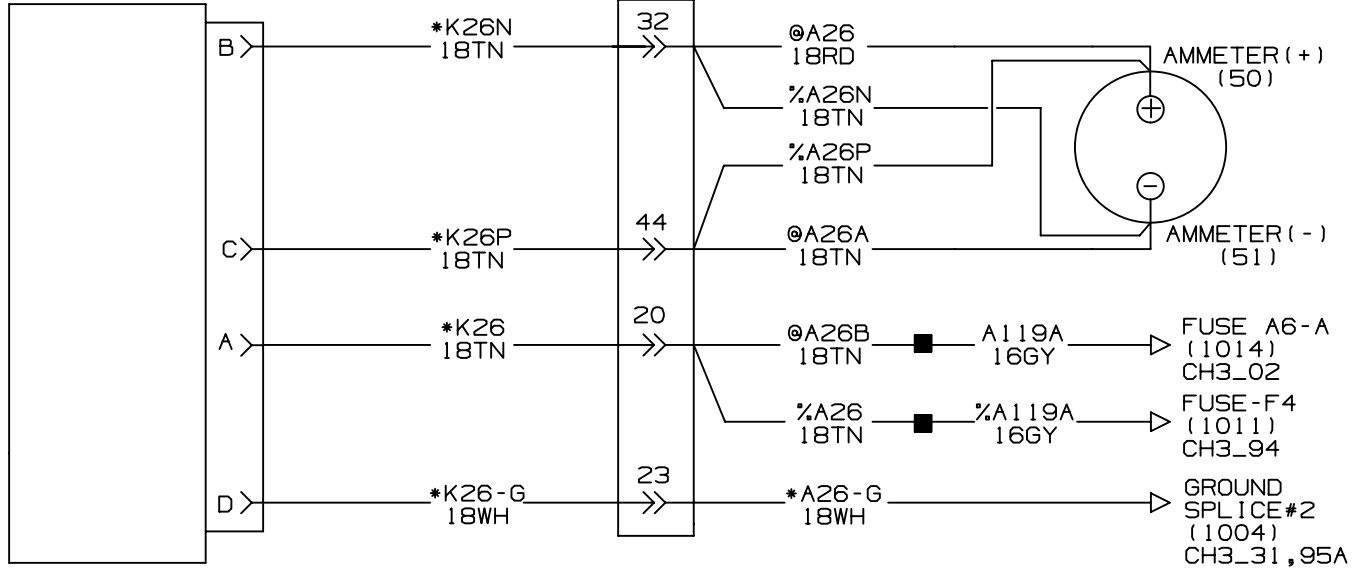 B
*K26N
18TN
32
@A26
18RD
AMMETER(+)
(50)
%A26N
18TN
%A26P
18TN
C
*K26P
18TN
44
@A26A
18TN
AMMETER(-)
(51)
A
*K26
18TN
20
@A26B
18TN
A119A
16GY
FUSE A6-A
(1014)
CH3_02
%A26
18TN
%A119A
16GY
FUSE-F4
(1011)
CH3_94
D
*K26-G
18WH
23
*A26-G
18WH
GROUND
SPLICE#2
(1004)
CH3_31,95A